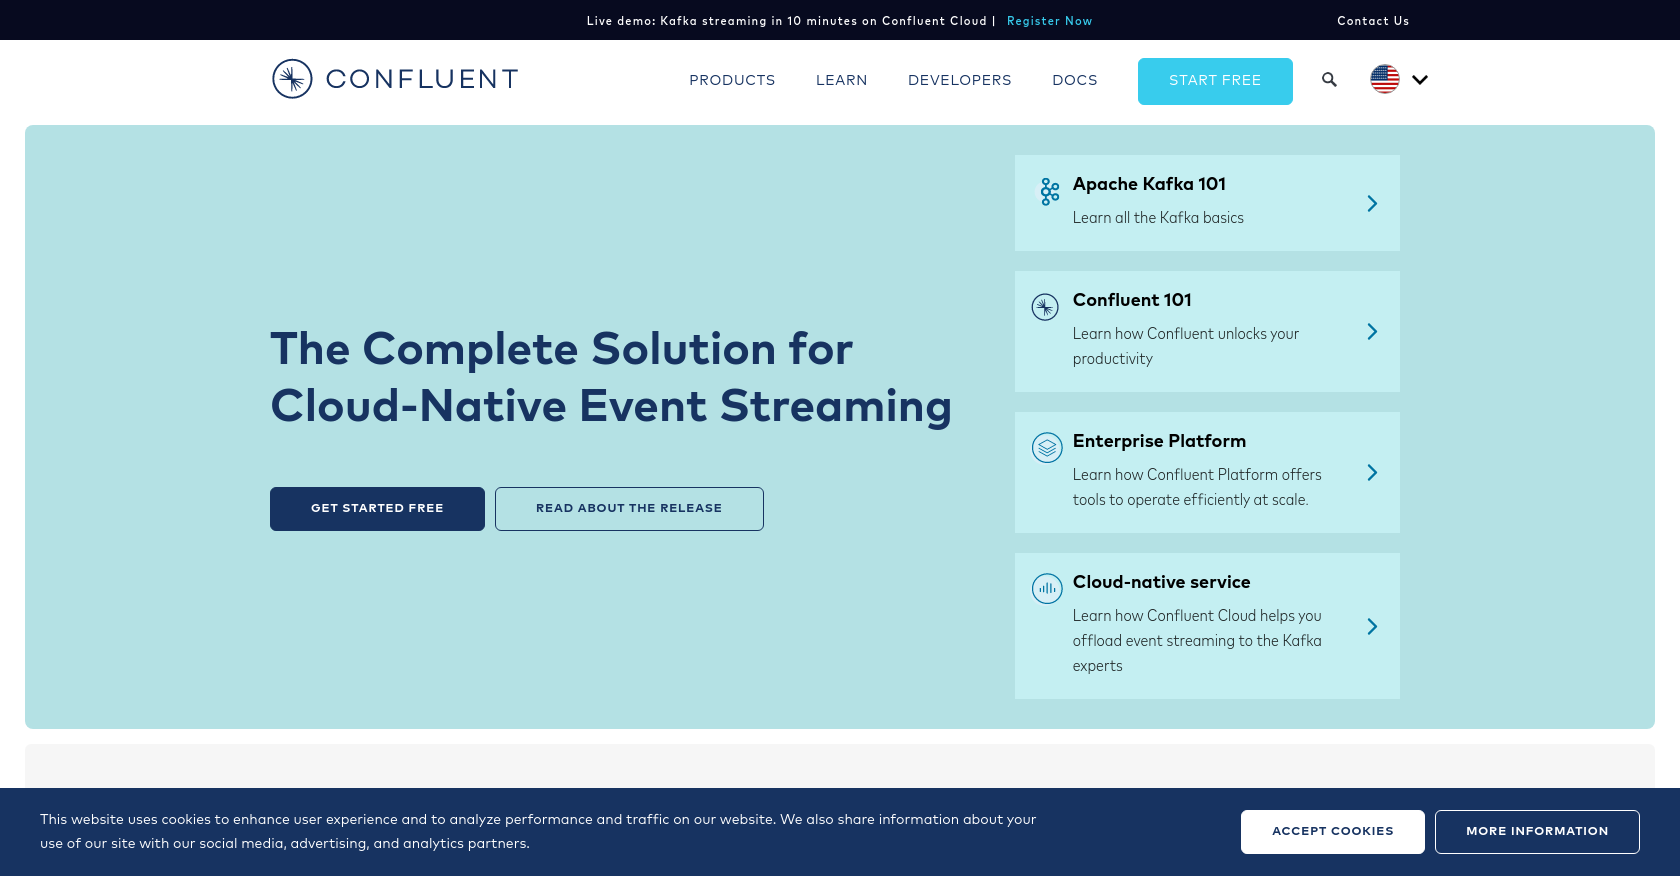 Live demo: Kafka streaming in 10 minutes on Confluent Cloud | Register Now
Contact Us
CONFLUENT
PRODUCTS
LEARN
DEVELOPERS
DOCS
START FREE
The Complete Solution for
Cloud-Native Event Streaming
GET STARTED FREE
READ ABOUT THE RELEASE
Apache Kafka 101
Learn all the Kafka basics
Confluent 101
Learn how Confluent unlocks your
productivity
Enterprise Platform
Learn how Confluent Platform offers
tools to operate efficiently at scale.
Cloud-native service
Learn how Confluent Cloud helps you
offload event streaming to the Kafka
experts
This website uses cookies to enhance user experience and to analyze performance and traffic on our website. We also share information about your
use of our site with our social media, advertising, and analytics partners.
ACCEPT COOKIES
MORE INFORMATION